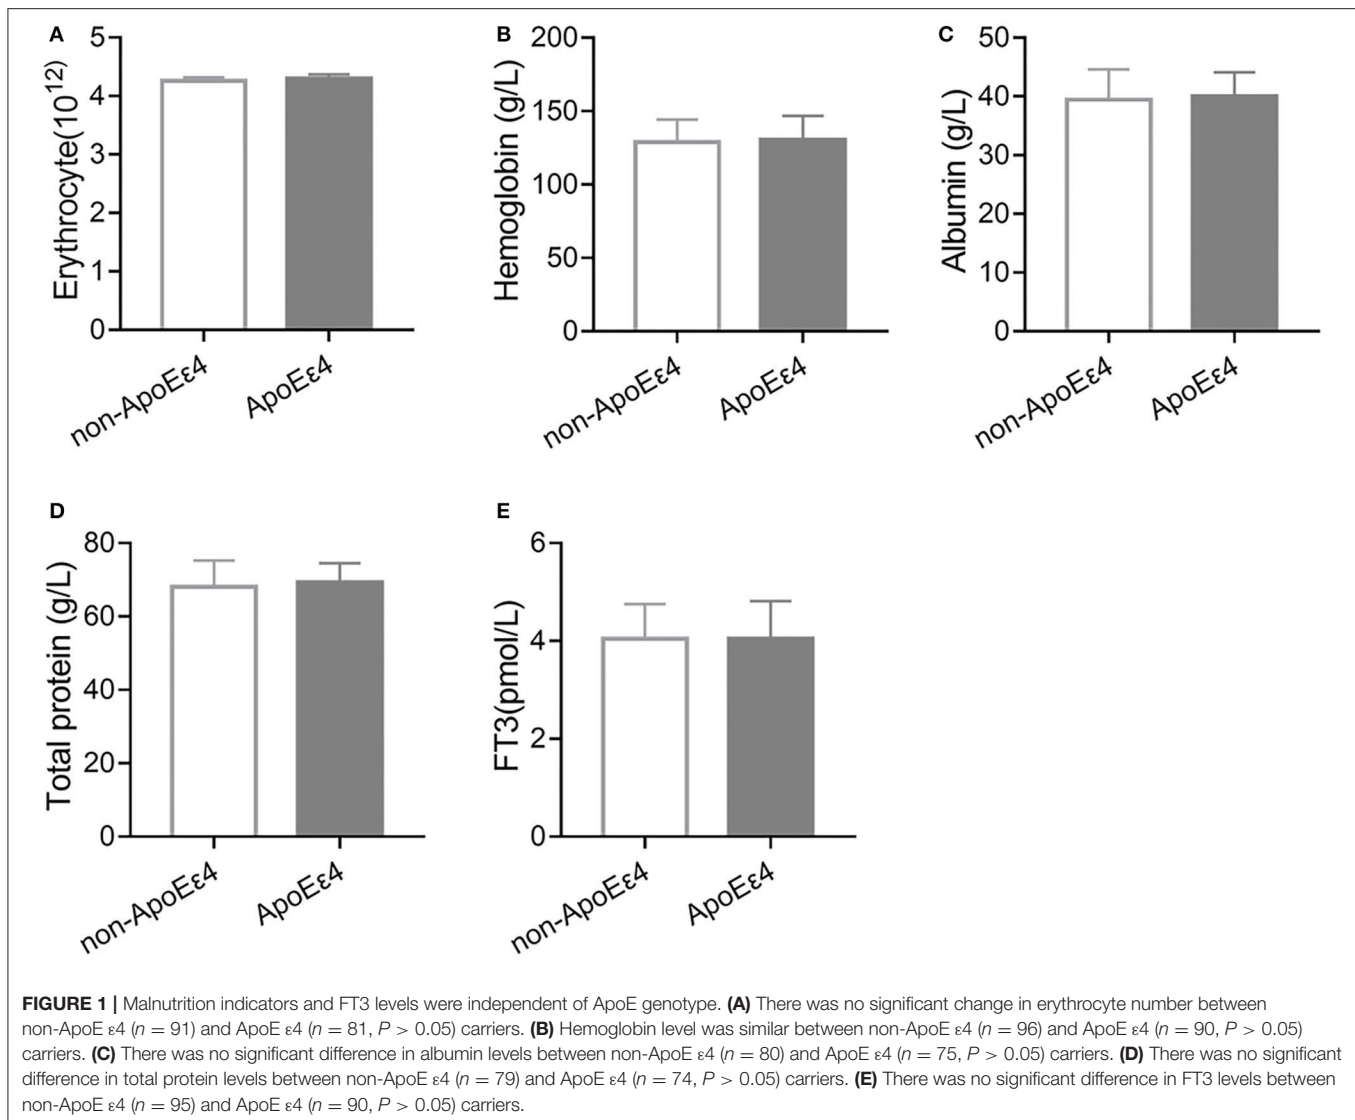 A
5
4
3
2
1
0
Erythrocyte(10^12)
non-ApoEε4
ApoEε4
B
200
150
100
50
0
Hemoglobin (g/L)
non-ApoEε4
ApoEε4
C
50
40
30
20
10
0
Albumin (g/L)
non-ApoEε4
ApoEε4
D
80
60
40
20
0
Total protein (g/L)
non-ApoEε4
ApoEε4
E
6
4
2
0
FT3(pmol/L)
non-ApoEε4
ApoEε4
FIGURE 1 | Malnutrition indicators and FT3 levels were independent of ApoE genotype. (A) There was no significant change in erythrocyte number between
non-ApoE ε4 (n = 91) and ApoE ε4 (n = 81, P > 0.05) carriers. (B) Hemoglobin level was similar between non-ApoE ε4 (n = 96) and ApoE ε4 (n = 90, P > 0.05)
carriers. (C) There was no significant difference in albumin levels between non-ApoE ε4 (n = 80) and ApoE ε4 (n = 75, P > 0.05) carriers. (D) There was no significant
difference in total protein levels between non-ApoE ε4 (n = 79) and ApoE ε4 (n = 74, P > 0.05) carriers. (E) There was no significant difference in FT3 levels between
non-ApoE ε4 (n = 95) and ApoE ε4 (n = 90, P > 0.05) carriers.